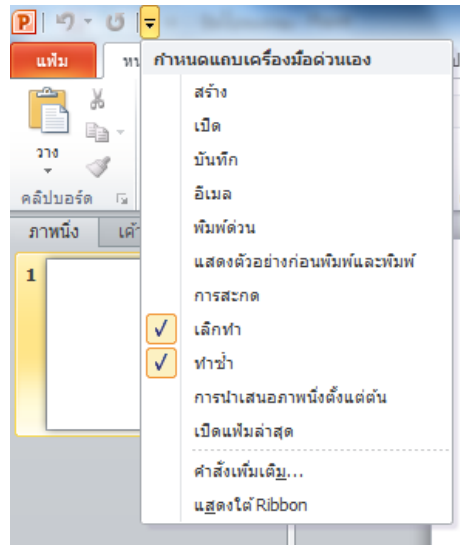 P
แฟ้ม
กำหนดแถบเครื่องมือด่วนเอง
สร้าง
เปิด
บันทึก
อีเมล
พิมพ์ด่วน
แสดงตัวอย่างก่อนพิมพ์และพิมพ์
การสะกด
เลิกทำ
ทำซ้ำ
การนำเสนอภาพนิ่งตั้งแต่ต้น
เปิดแฟ้มล่าสุด
คำสั่งเพิ่มเติม...
แสดงใต้ Ribbon
วาง
คลิปบอร์ด
ภาพนิ่ง
1